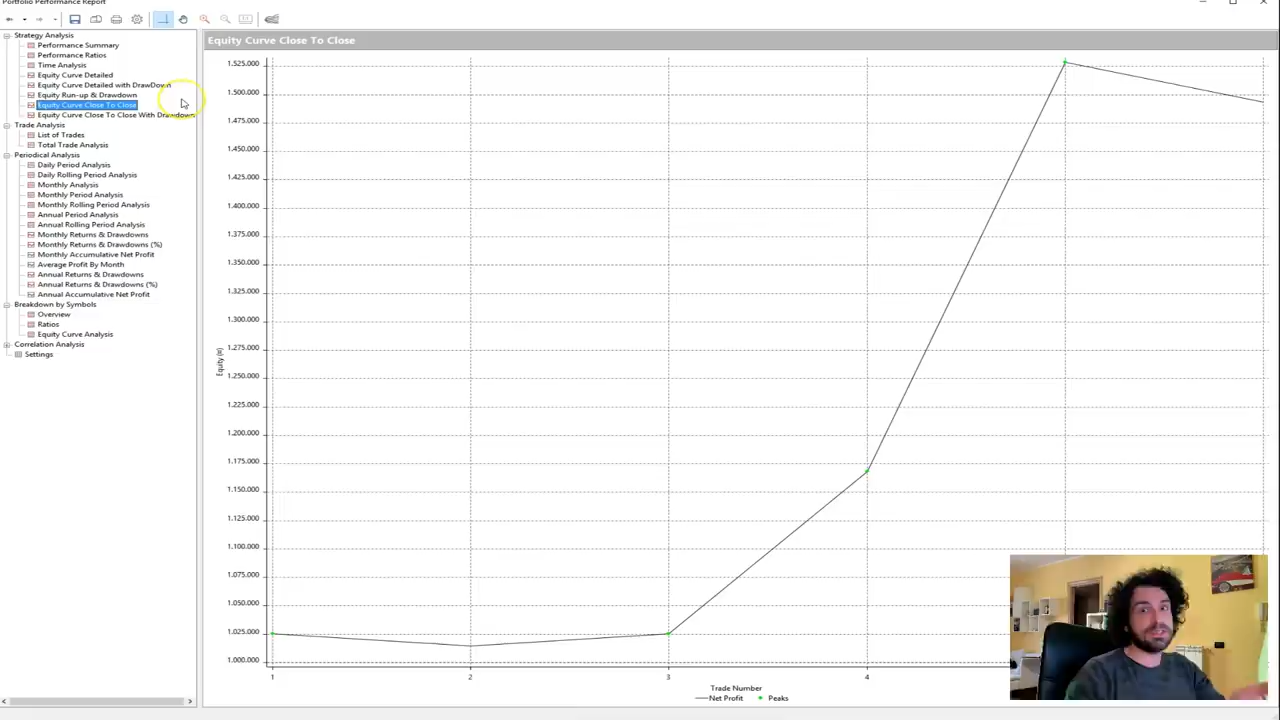 Portfolio Performance Report
Strategy Analysis
Performance Summary
Performance Ratios
Time Analysis
Equity Curve Detailed
Equity Curve Detailed with DrawDown
Equity Run-up & Drawdown
Equity Curve Close To Close
Equity Curve Close To Close With Drawdown
Trade Analysis
List of Trades
Total Trade Analysis
Periodical Analysis
Daily Period Analysis
Daily Rolling Period Analysis
Monthly Analysis
Monthly Period Analysis
Monthly Rolling Period Analysis
Annual Period Analysis
Annual Rolling Period Analysis
Monthly Returns & Drawdowns
Monthly Returns & Drawdowns (%)
Monthly Accumulative Net Profit
Average Profit By Month
Annual Returns & Drawdowns
Annual Returns & Drawdowns (%)
Annual Accumulative Net Profit
Breakdown by Symbols
Overview
Ratios
Equity Curve Analysis
Correlation Analysis
Settings
Equity Curve Close To Close
1.525.000
1.500.000
1.475.000
1.450.000
1.425.000
1.400.000
1.375.000
1.350.000
1.325.000
1.300.000
1.275.000
1.250.000
1.225.000
1.200.000
1.175.000
1.150.000
1.125.000
1.100.000
1.075.000
1.050.000
1.025.000
1.000.000
Equity (¤)
1 2 3 4
Trade Number
Net Profit Peaks